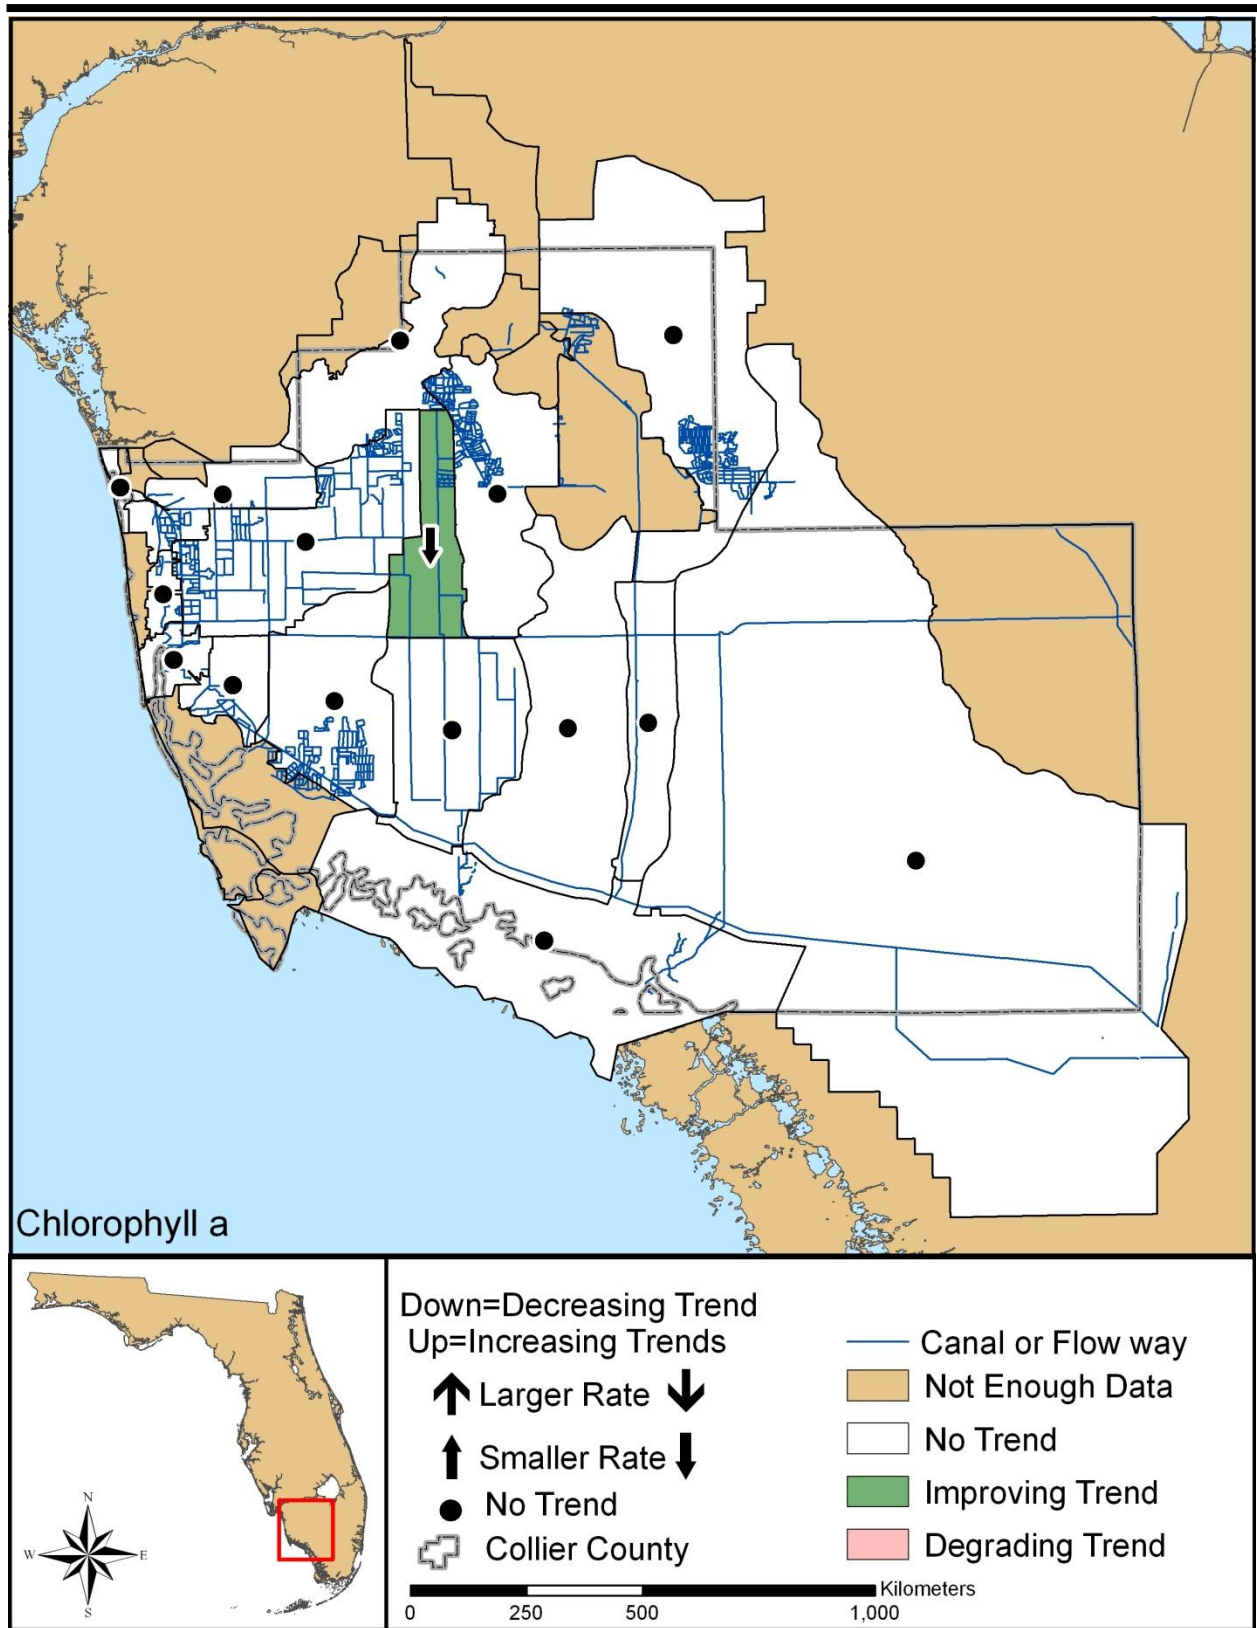 Chlorophyll a
N
W
E
S
Down=Decreasing Trend
Up=Increasing Trends
Larger Rate
Smaller Rate
No Trend
Collier County
Canal or Flow way
Not Enough Data
No Trend
Improving Trend
Degrading Trend
Kilometers
0 250 500 1,000